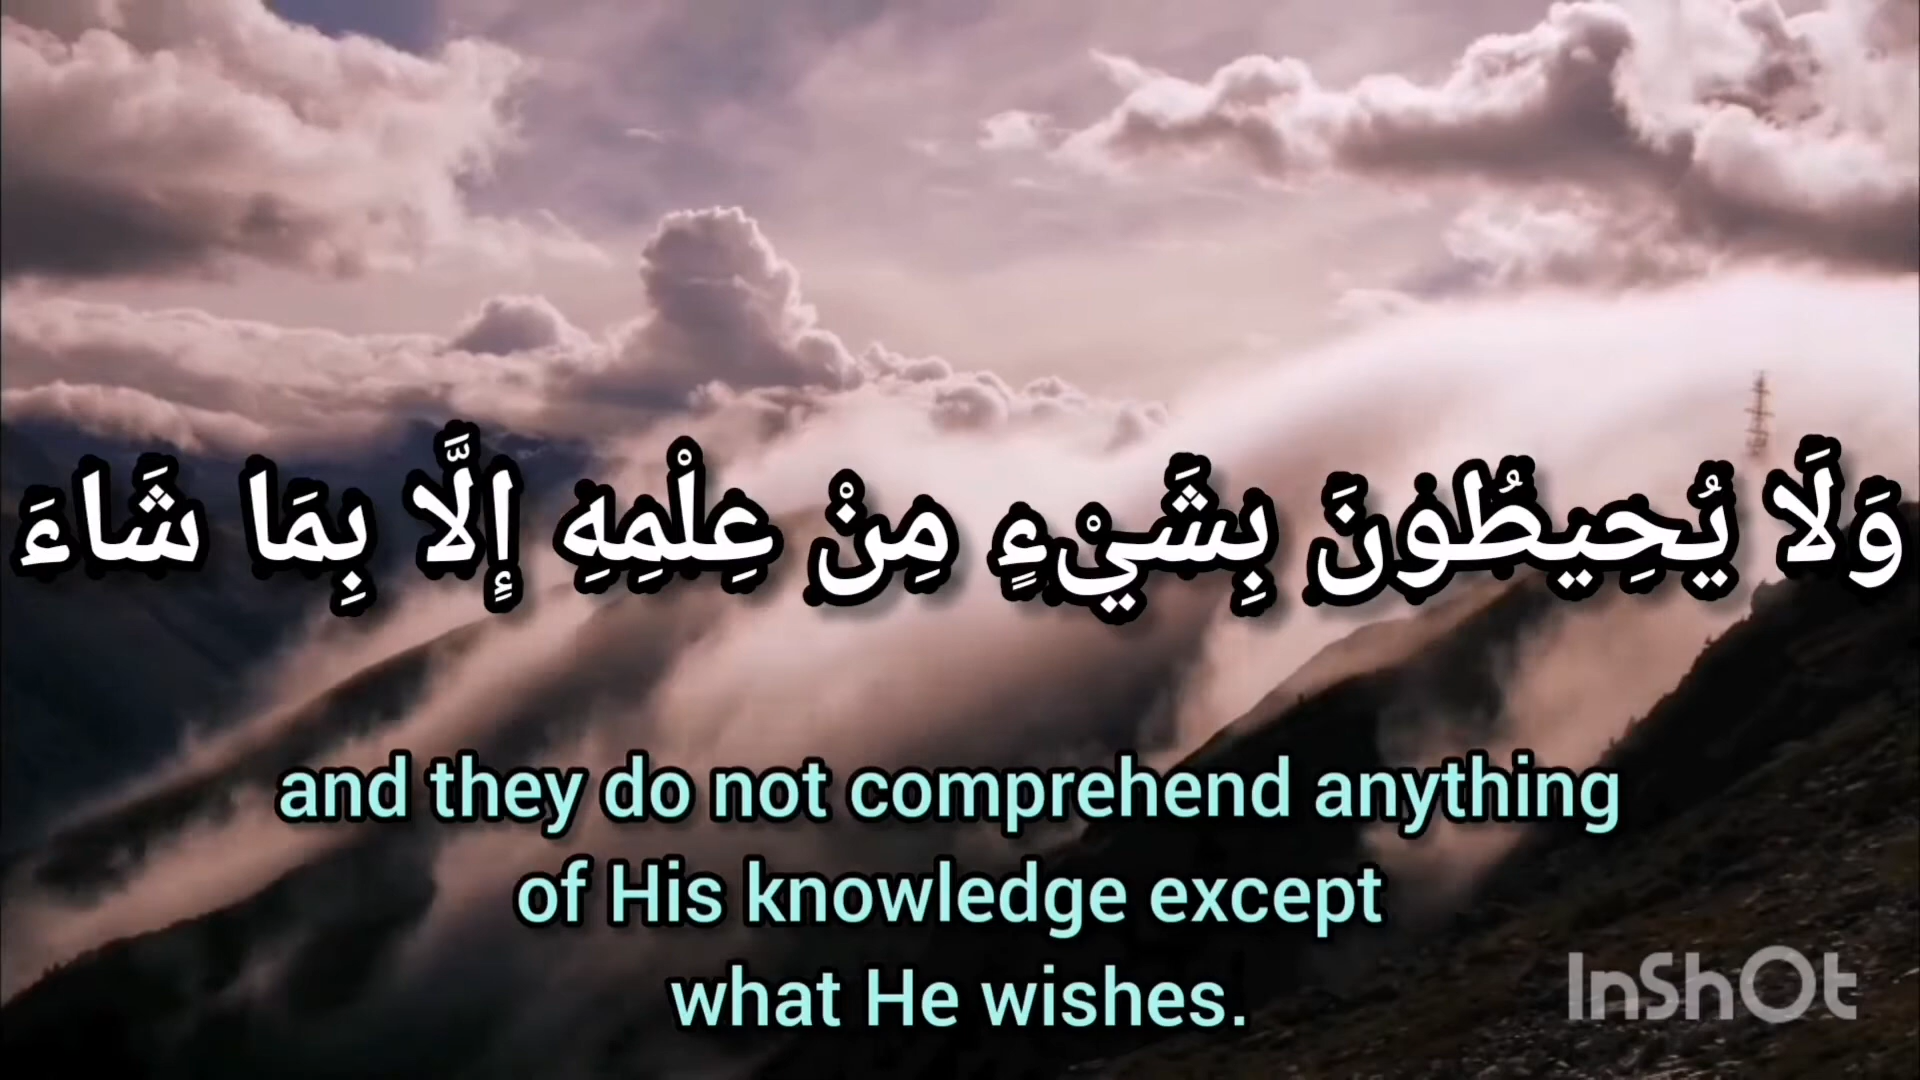 وَلَا يُحِيطُونَ بِشَيْءٍ مِنْ عِلْمِهِ إِلَّا بِمَا شَاءَ
and they do not comprehend anything
of His knowledge except
what He wishes.
InShOt